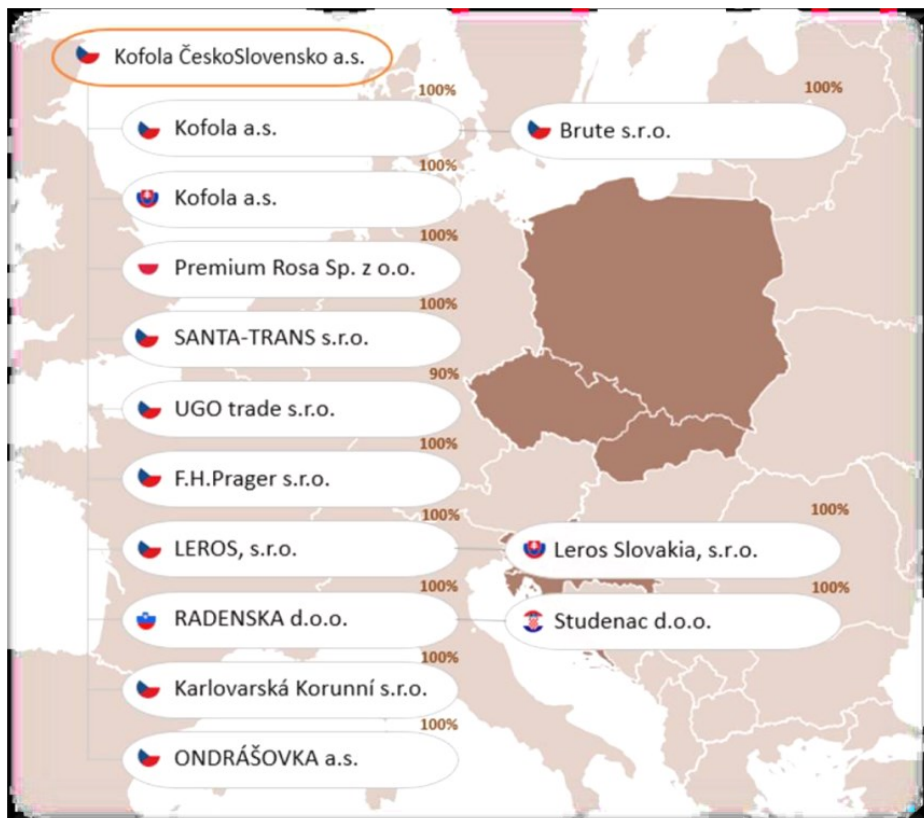 Kofola ČeskoSlovensko a.s.
100%
100%
Kofola a.s.
Brute s.r.o.
100%
Kofola a.s.
100%
Premium Rosa Sp. z o.o.
100%
SANTA-TRANS s.r.o.
90%
UGO trade s.r.o.
100%
F.H.Prager s.r.o.
100%
100%
LEROS, s.r.o.
Leros Slovakia, s.r.o.
100%
100%
RADENSKA d.o.o.
Studenac d.o.o.
100%
Karlovarská Korunní s.r.o.
100%
ONDRÁŠOVKA a.s.